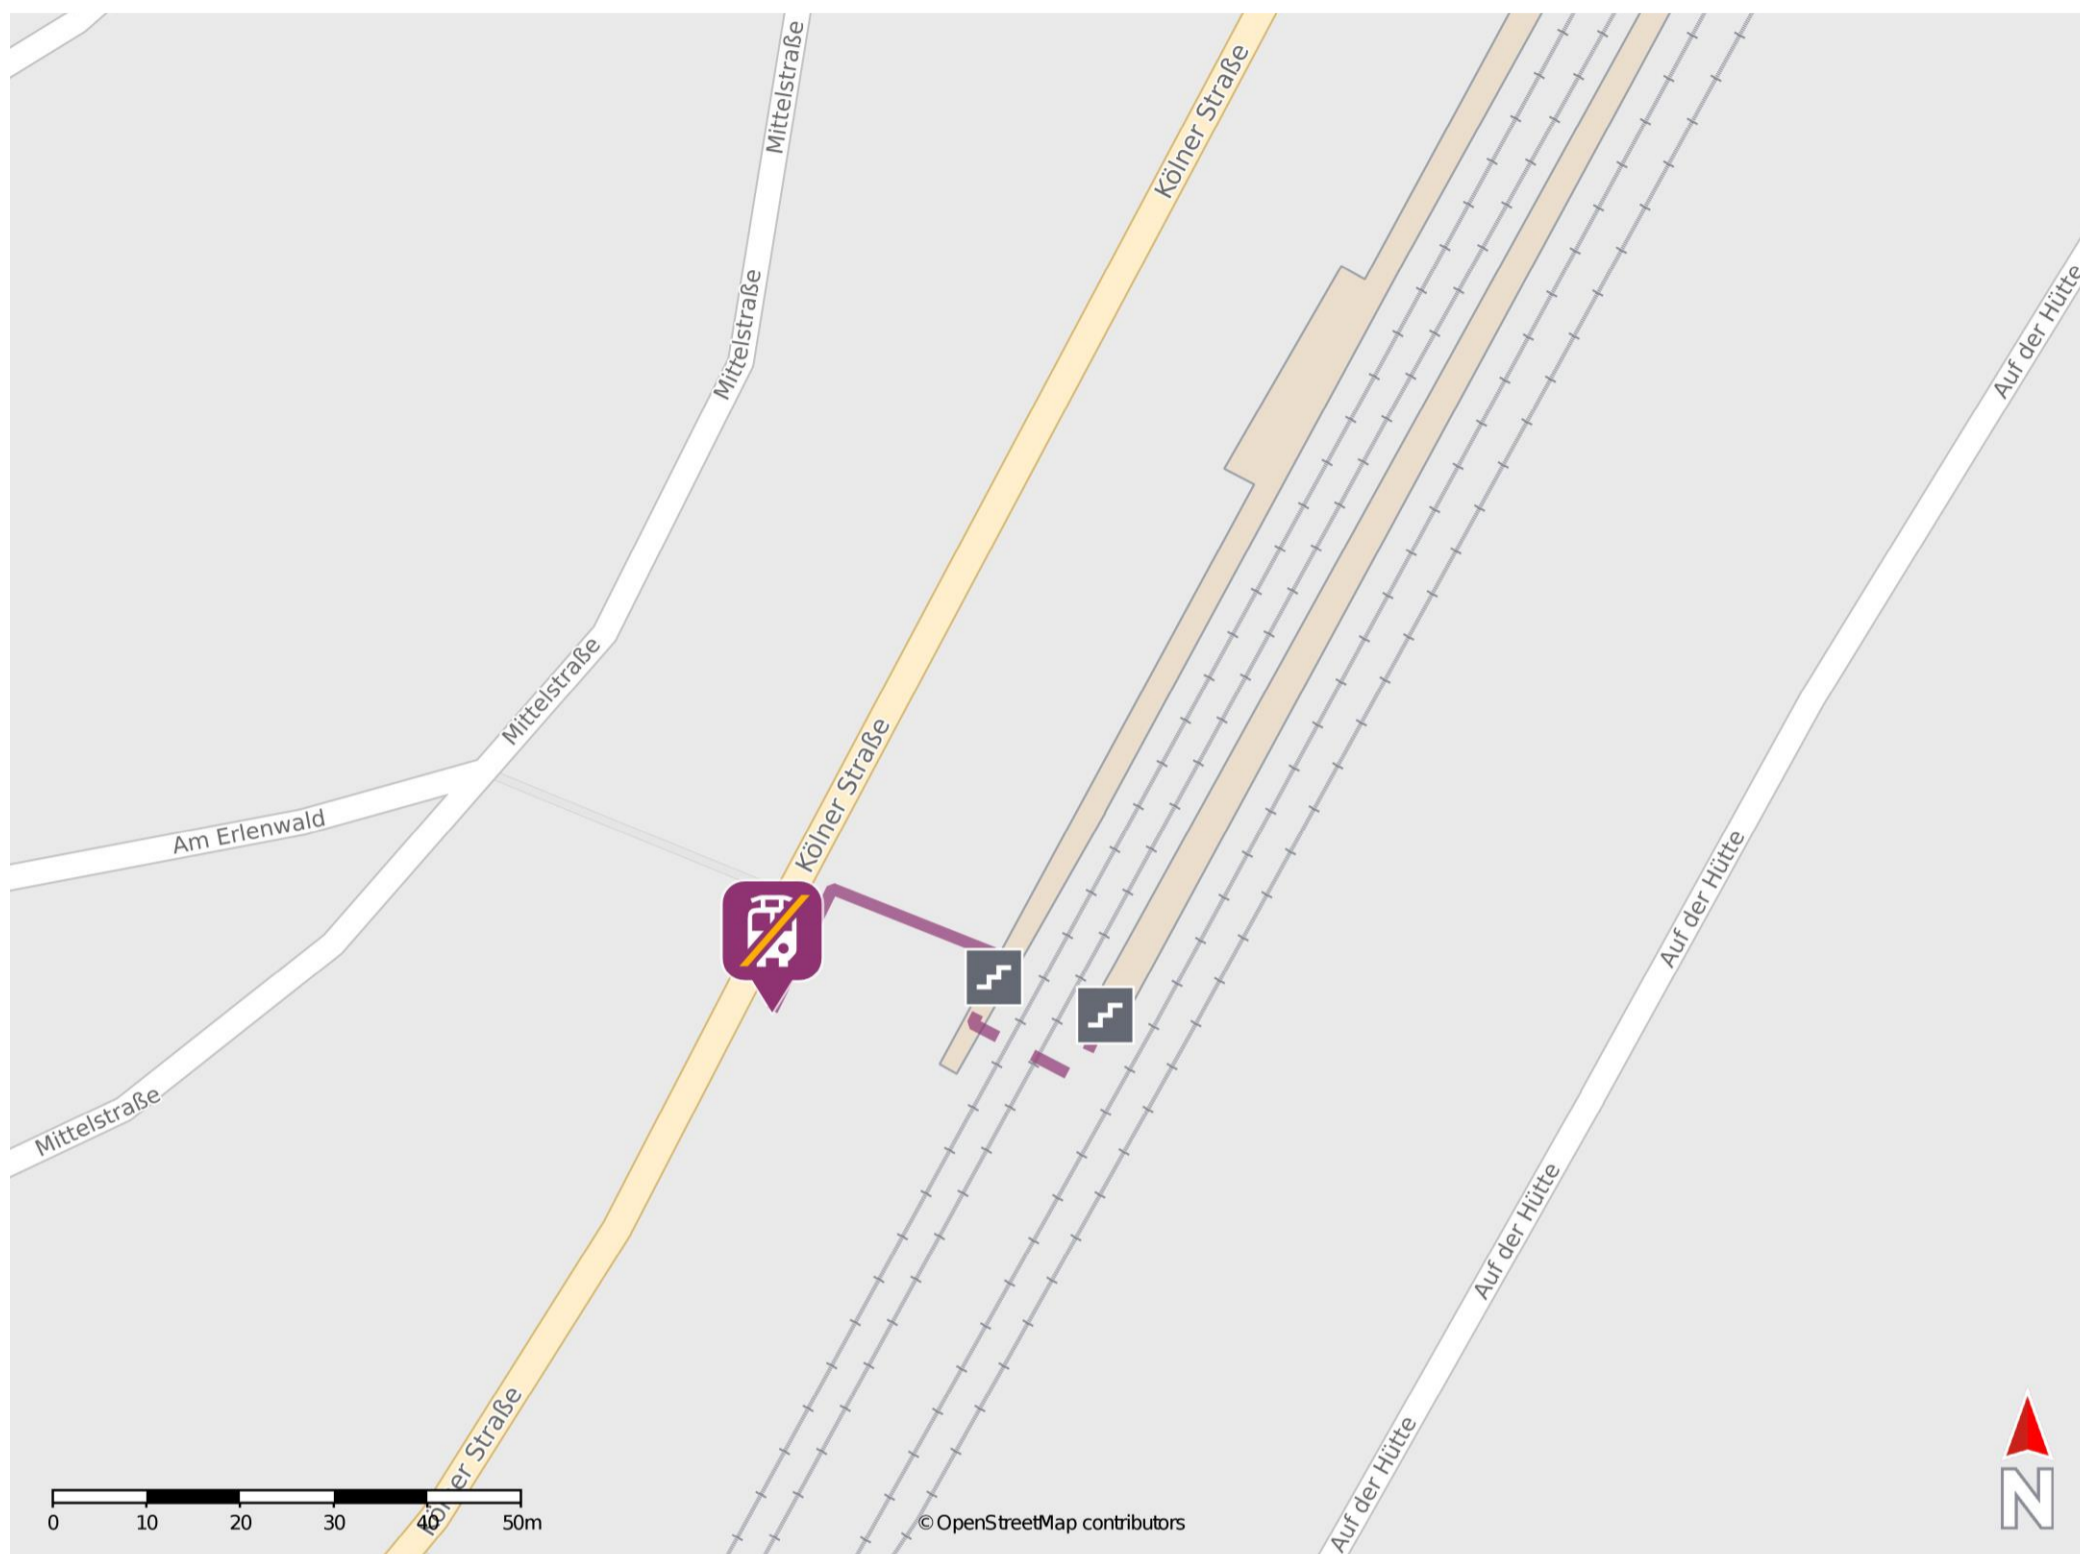 Mittelstraße
Kölner Straße
Mittelstraße
Auf der Hütte
Mittelstraße
Kölner Straße
Am Erlenwald
Auf der Hütte
Mittelstraße
Auf der Hütte
Kölner Straße
Auf der Hütte
N
0 10 20 30 40 50m
© OpenStreetMap contributors